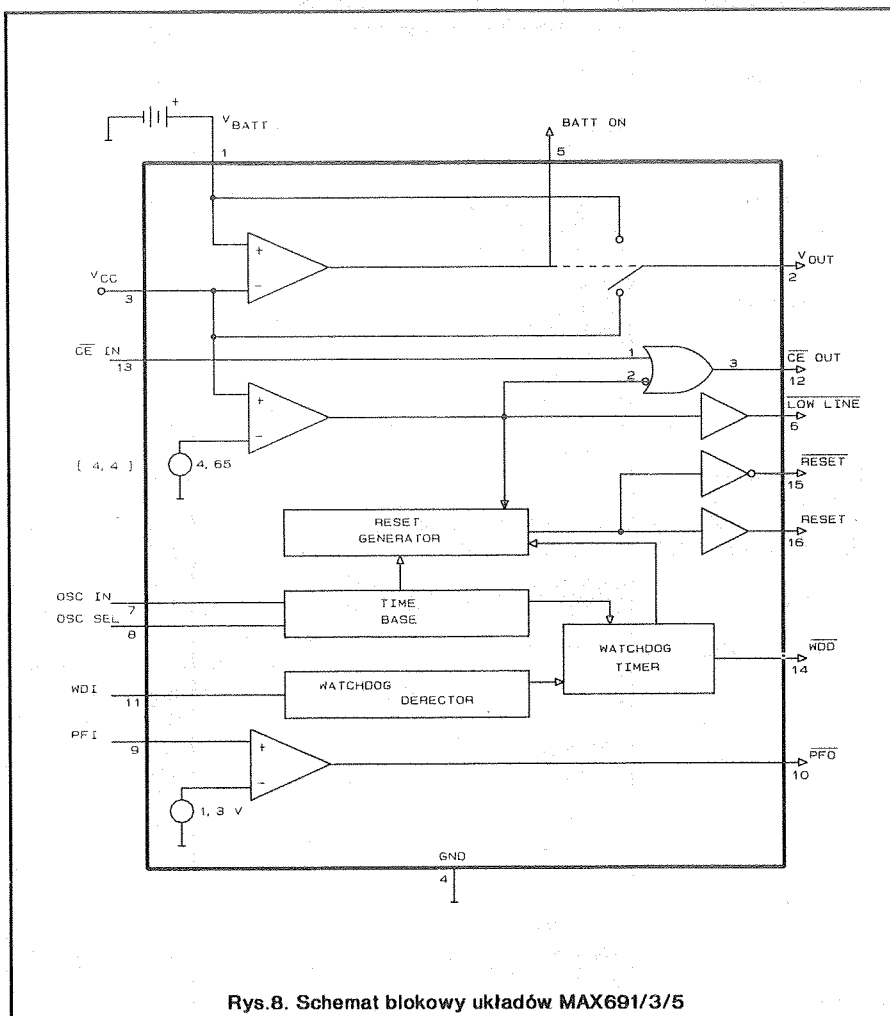 +
V BATT
BATT ON
1
5
+
−
VCC
3
VOUT
2
CE IN
13
1
2
3
CE OUT
12
+
−
LOW LINE
6
[ 4, 4 ]
4, 65
RESET
15
RESET
GENERATOR
RESET
16
OSC IN
7
TIME
BASE
OSC SEL
8
WATCHDOG
TIMER
WDO
14
WDI
11
WATCHDOG
DERECTOR
PFI
9
+
−
PFO
10
1, 3 V
GND
4
Rys.8. Schemat blokowy układów MAX691/3/5